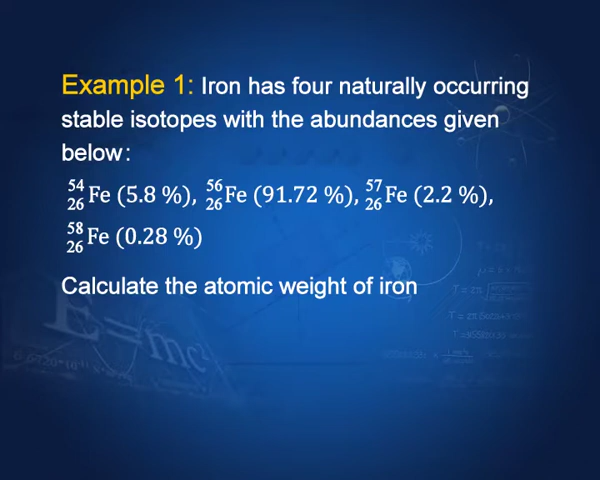 Example 1: Iron has four naturally occurring
stable isotopes with the abundances given
below:
⁵⁴₂₆Fe (5.8 %), ⁵⁶₂₆Fe (91.72 %), ⁵⁷₂₆Fe (2.2 %),
⁵⁸₂₆Fe (0.28 %)
Calculate the atomic weight of iron
E=mc²